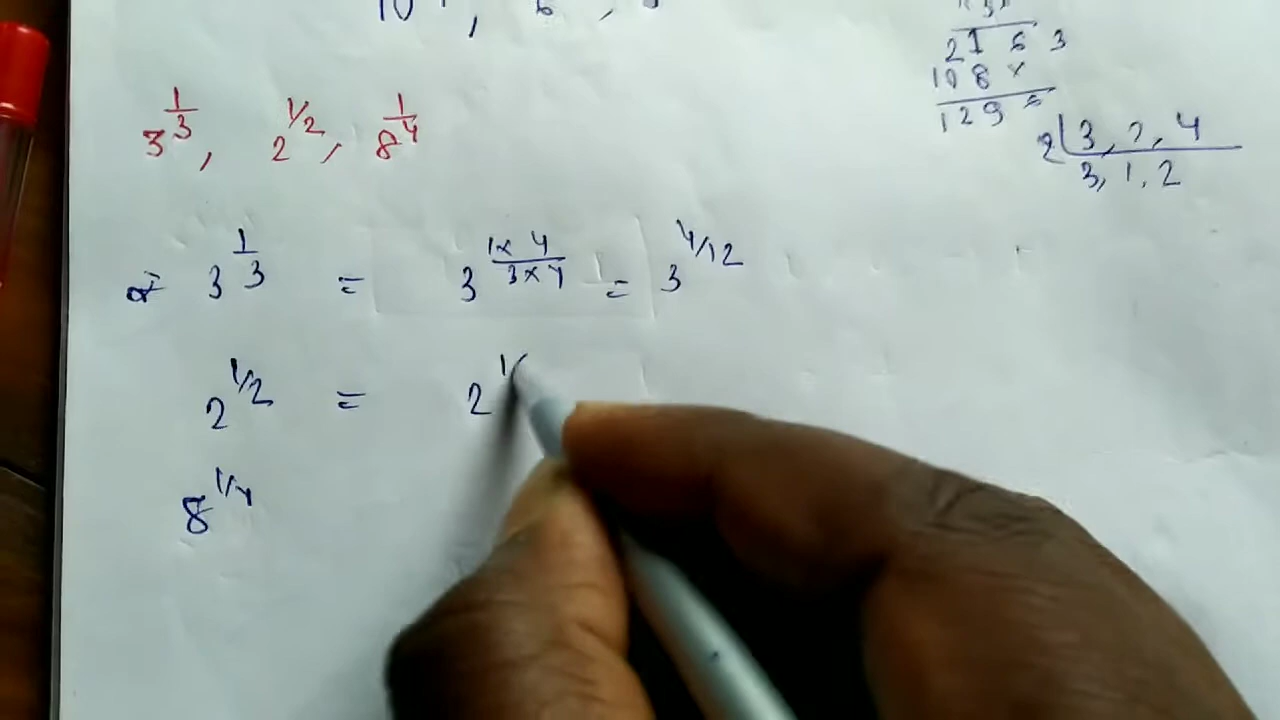 3^{1/3}, 2^{1/2}, 8^{1/4}
3^{1/3} = 3^{(1×4)/(3×4)} = 3^{4/12}
2^{1/2} = 2^{1
8^{1/4}
2 1 6 3
10 8 ×
1 2 9 6
2 | 3, 2, 4
3, 1, 2